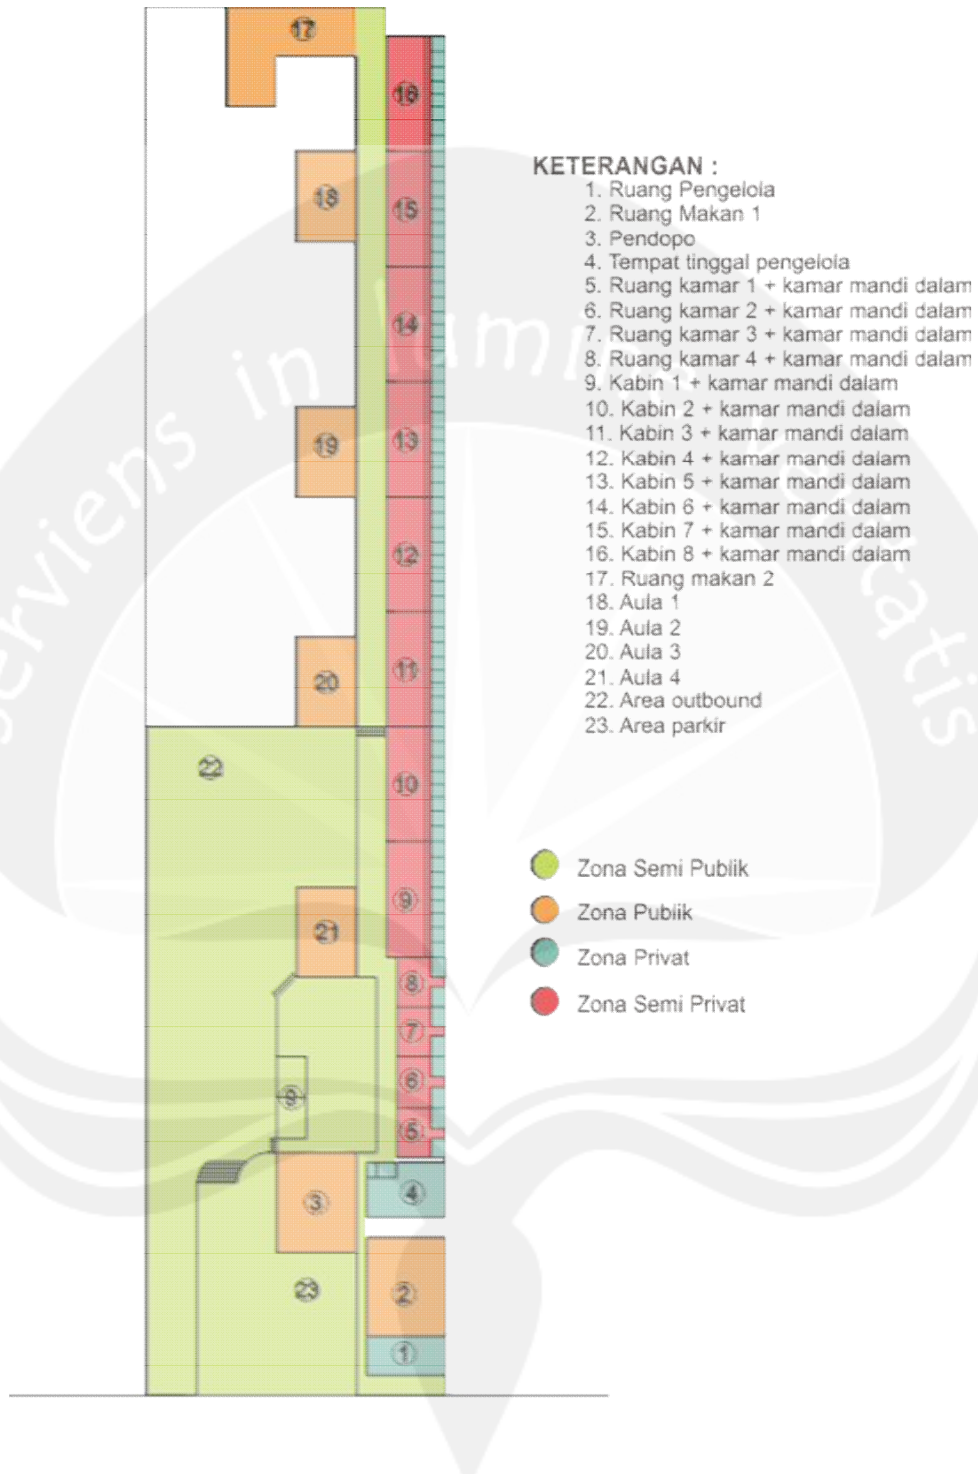 17
16
KETERANGAN :
1. Ruang Pengelola
2. Ruang Makan 1
3. Pendopo
4. Tempat tinggal pengelola
5. Ruang kamar 1 + kamar mandi dalam
6. Ruang kamar 2 + kamar mandi dalam
7. Ruang kamar 3 + kamar mandi dalam
8. Ruang kamar 4 + kamar mandi dalam
9. Kabin 1 + kamar mandi dalam
10. Kabin 2 + kamar mandi dalam
11. Kabin 3 + kamar mandi dalam
12. Kabin 4 + kamar mandi dalam
13. Kabin 5 + kamar mandi dalam
14. Kabin 6 + kamar mandi dalam
15. Kabin 7 + kamar mandi dalam
16. Kabin 8 + kamar mandi dalam
17. Ruang makan 2
18. Aula 1
19. Aula 2
20. Aula 3
21. Aula 4
22. Area outbound
23. Area parkir
18
15
14
19
13
12
20
11
22
10
9
21
8
7
6
9
5
4
3
23
2
1
Zona Semi Publik
Zona Publik
Zona Privat
Zona Semi Privat
serviens in lumine veritatis